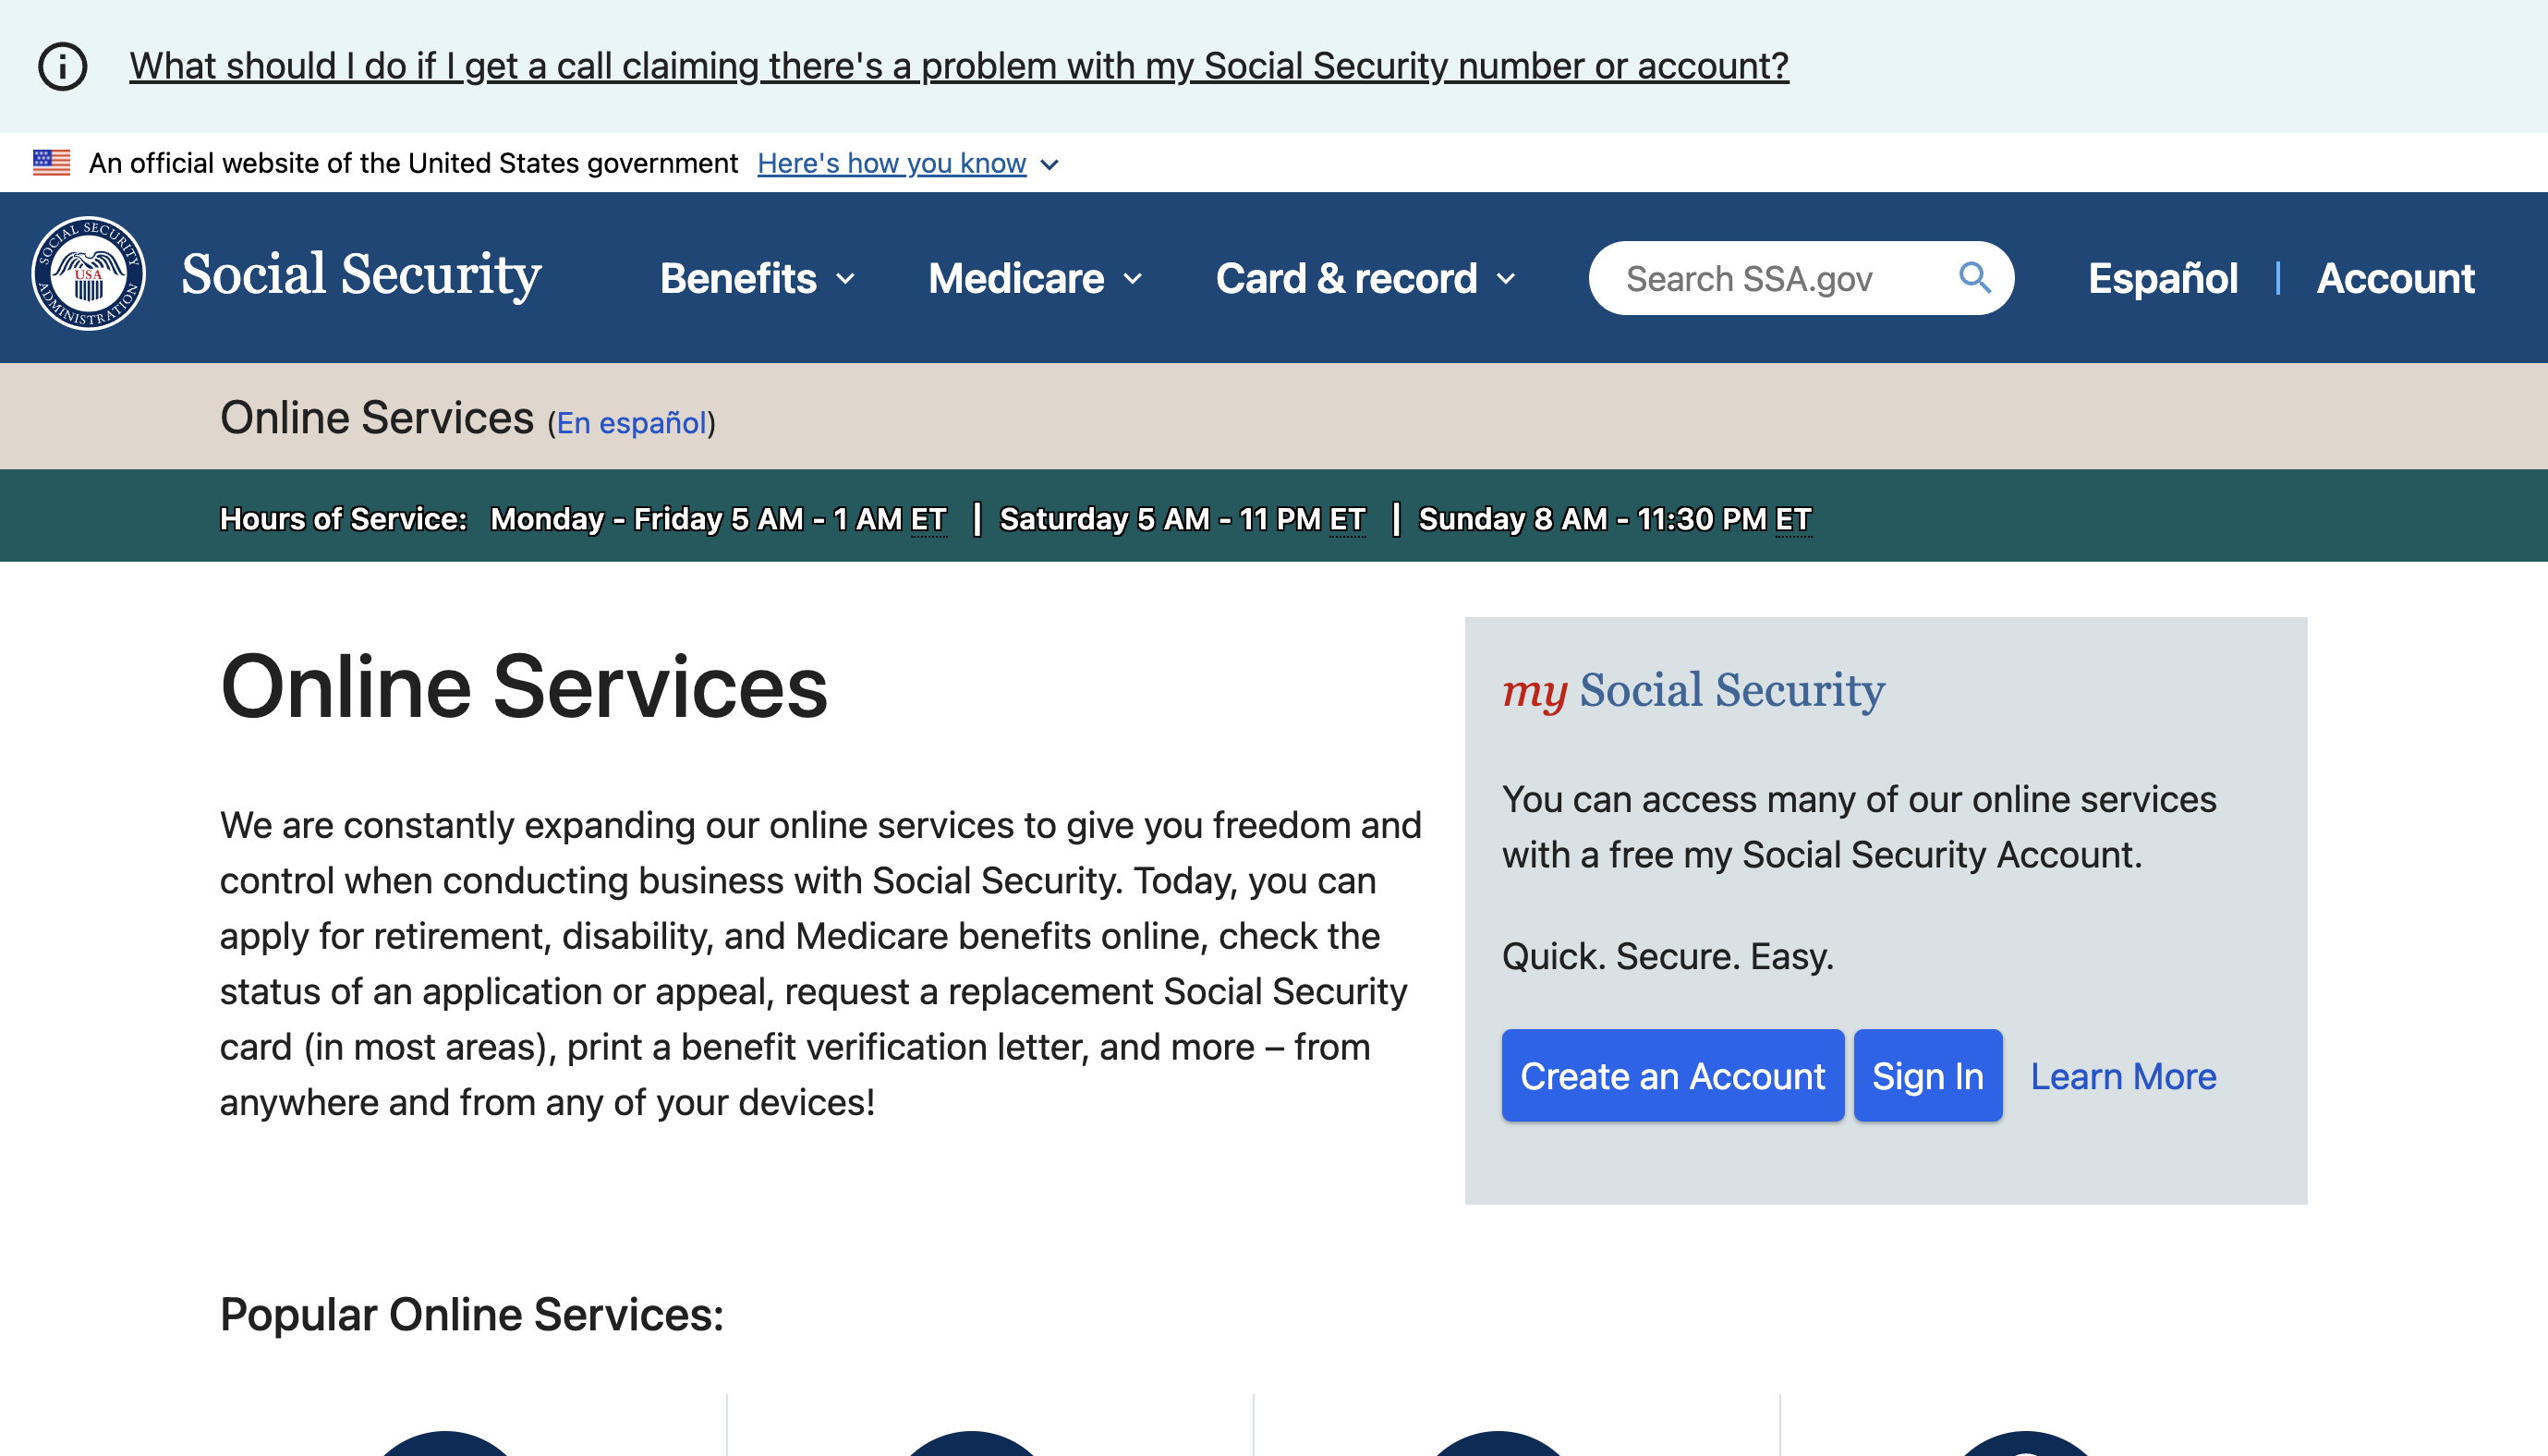 What should I do if I get a call claiming there's a problem with my Social Security number or account?
An official website of the United States government Here's how you know
SOCIAL SECURITY ADMINISTRATION
USA
Social Security
Benefits
Medicare
Card & record
Search SSA.gov
Español | Account
Online Services (En español)
Hours of Service: Monday - Friday 5 AM - 1 AM ET | Saturday 5 AM - 11 PM ET | Sunday 8 AM - 11:30 PM ET
Online Services
We are constantly expanding our online services to give you freedom and
control when conducting business with Social Security. Today, you can
apply for retirement, disability, and Medicare benefits online, check the
status of an application or appeal, request a replacement Social Security
card (in most areas), print a benefit verification letter, and more – from
anywhere and from any of your devices!
my Social Security
You can access many of our online services
with a free my Social Security Account.
Quick. Secure. Easy.
Create an Account
Sign In
Learn More
Popular Online Services: